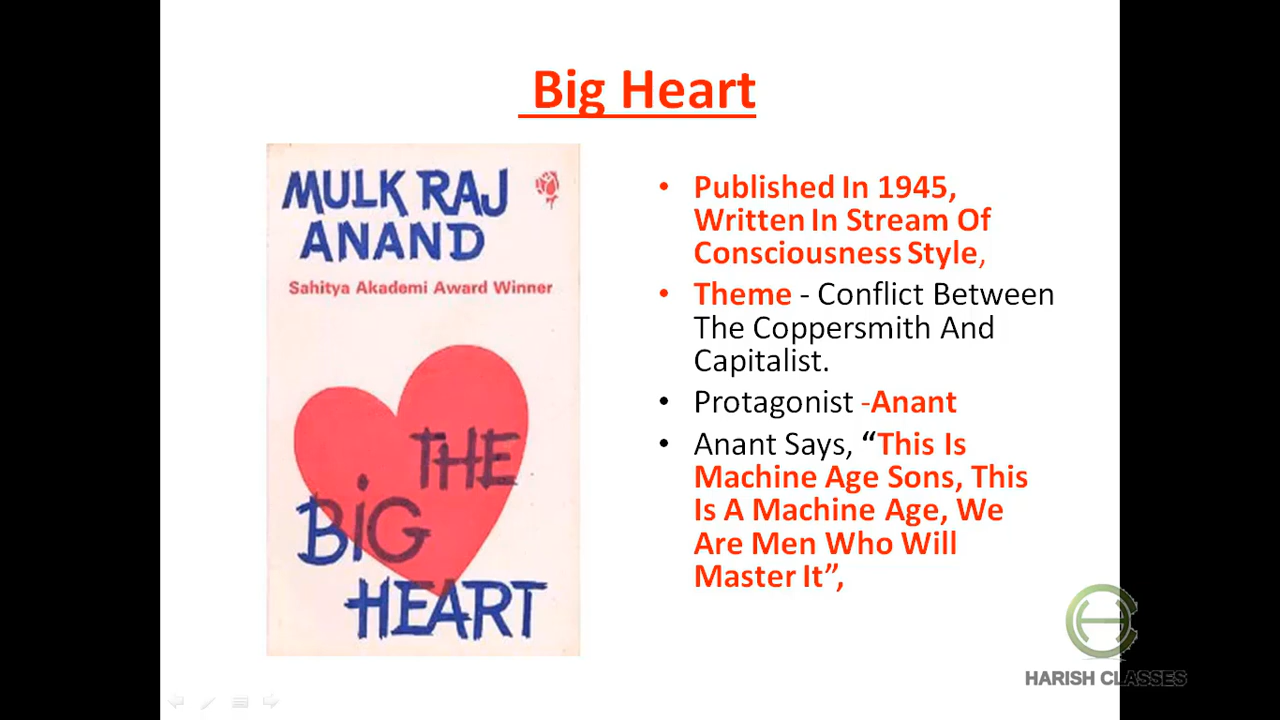 Big Heart
MULK RAJ
ANAND
Sahitya Akademi Award Winner
THE
BIG
HEART
• Published In 1945,
Written In Stream Of
Consciousness Style,
• Theme - Conflict Between
The Coppersmith And
Capitalist.
• Protagonist -Anant
• Anant Says, “This Is
Machine Age Sons, This
Is A Machine Age, We
Are Men Who Will
Master It”,
HARISH CLASSES